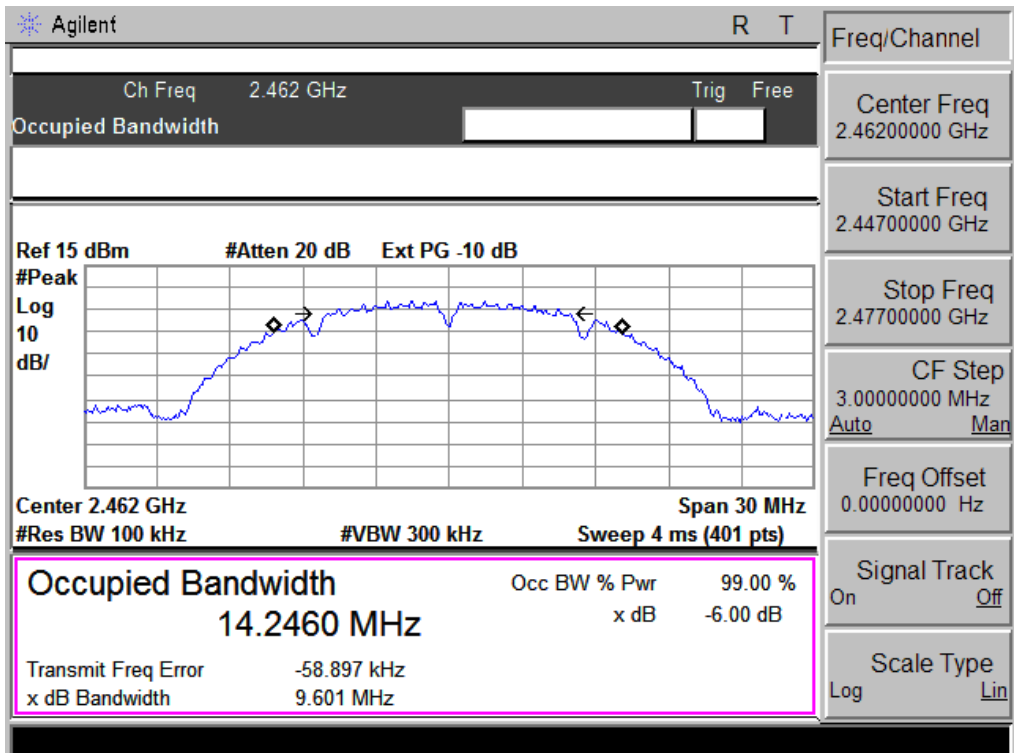 Agilent R T
Ch Freq 2.462 GHz Trig Free
Occupied Bandwidth
Ref 15 dBm #Atten 20 dB Ext PG -10 dB
#Peak
Log
10
dB/
Center 2.462 GHz Span 30 MHz
#Res BW 100 kHz #VBW 300 kHz Sweep 4 ms (401 pts)
Occupied Bandwidth Occ BW % Pwr 99.00 %
14.2460 MHz x dB -6.00 dB
Transmit Freq Error -58.897 kHz
x dB Bandwidth 9.601 MHz
Freq/Channel
Center Freq
2.46200000 GHz
Start Freq
2.44700000 GHz
Stop Freq
2.47700000 GHz
CF Step
3.00000000 MHz
Auto Man
Freq Offset
0.00000000 Hz
Signal Track
On Off
Scale Type
Log Lin